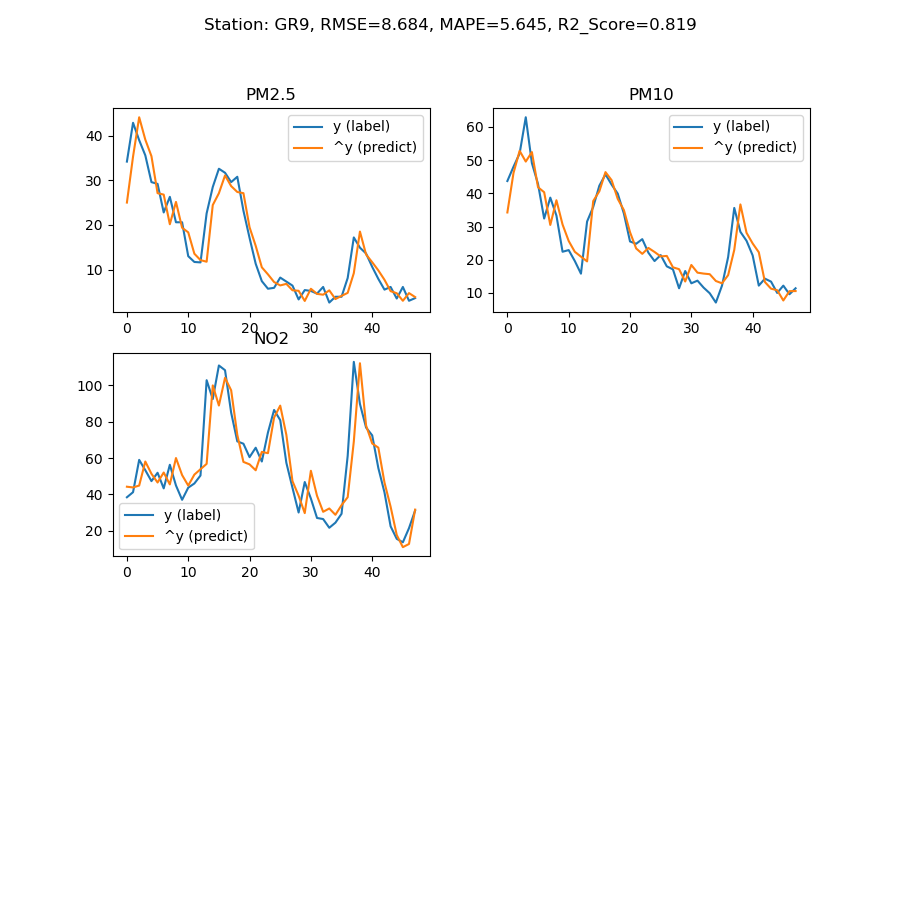 Station: GR9, RMSE=8.684, MAPE=5.645, R2_Score=0.819
PM2.5
40
30
20
10
0 10 20 30 40
y (label)
^y (predict)
PM10
60
50
40
30
20
10
0 10 20 30 40
y (label)
^y (predict)
NO2
100
80
60
40
20
0 10 20 30 40
y (label)
^y (predict)